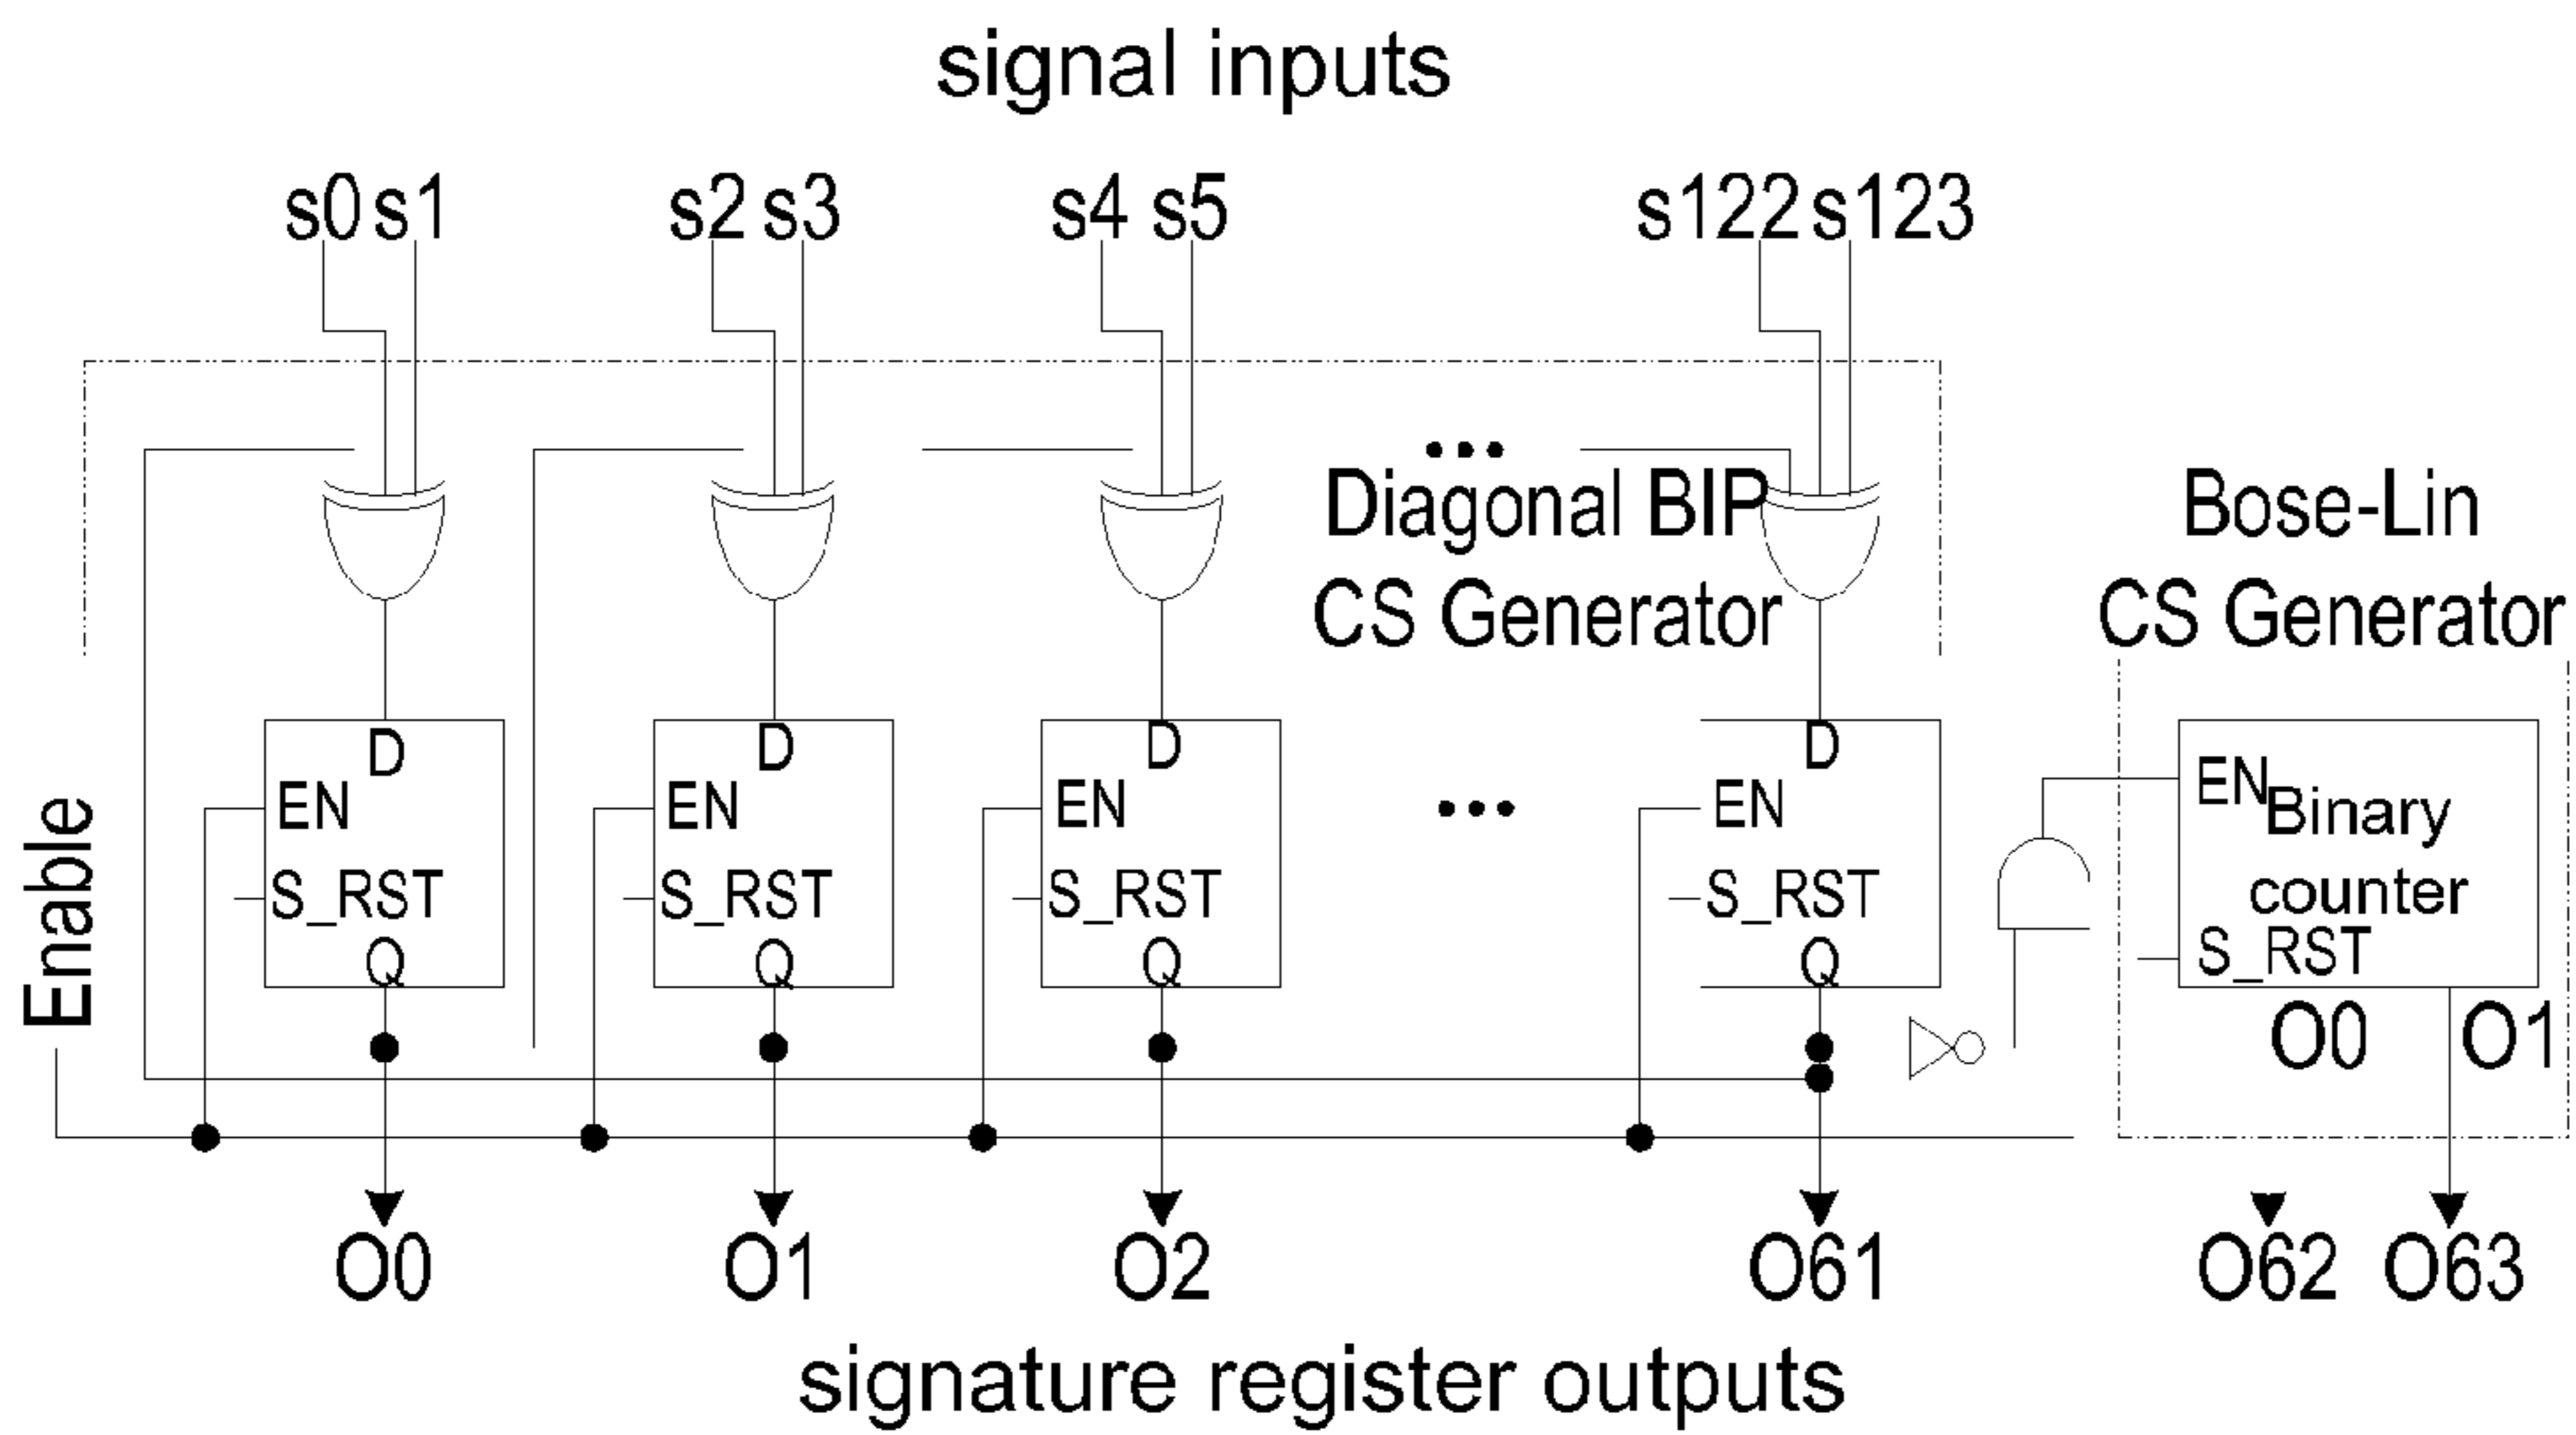 signal inputs
s0 s1 s2 s3 s4 s5 s122 s123
••• 
Diagonal BIP
CS Generator
Bose-Lin
CS Generator
Enable
D D D D
EN EN EN ••• EN EN
Binary
counter
S_RST S_RST S_RST S_RST S_RST
Q Q Q Q
O0 O1
O0 O1 O2 O61 O62 O63
signature register outputs